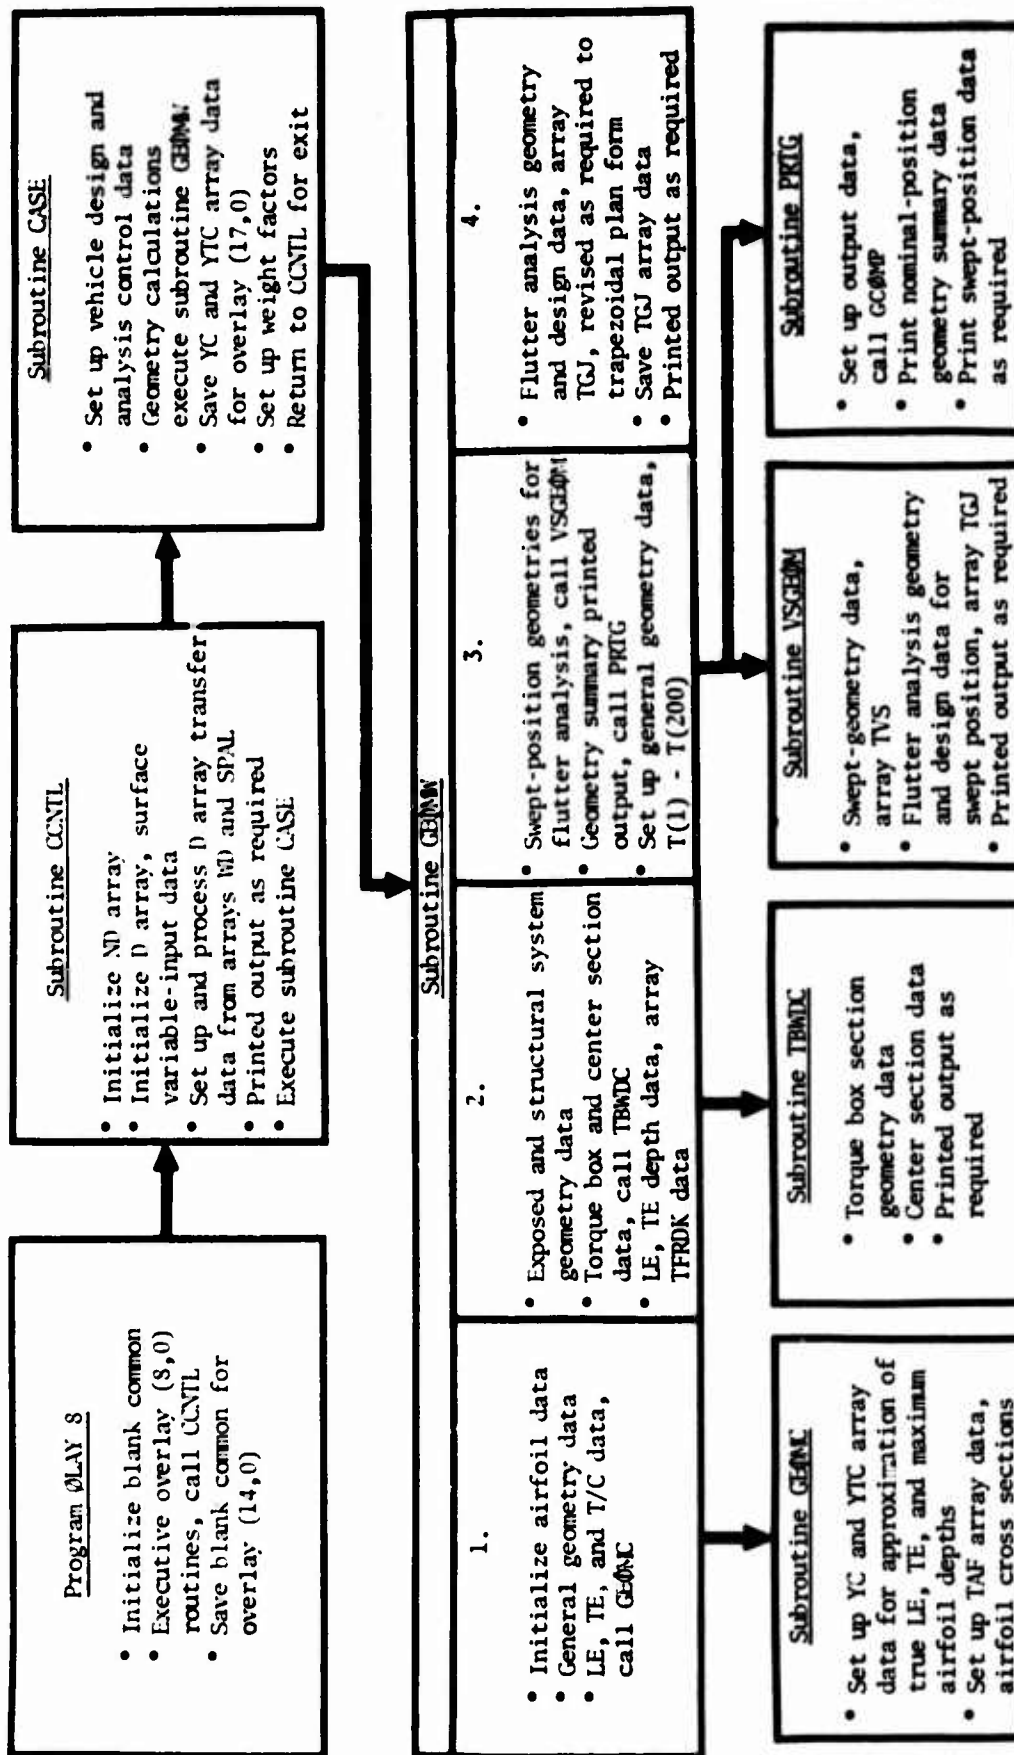 Program ØLAY 8
• Initialize blank common
• Executive overlay (8,0)
routines, call CCNTL
• Save blank common for
overlay (14,0)
Subroutine CCNTL
• Initialize ND array
• Initialize D array, surface
variable-input data
• Set up and process D array transfer
data from arrays WD and SPAL
• Printed output as required
• Execute subroutine CASE
Subroutine CASE
• Set up vehicle design and
analysis control data
• Geometry calculations
execute subroutine GEØMW
• Save YC and YTC array data
for overlay (17,0)
• Set up weight factors
• Return to CCNTL for exit
Subroutine GEØMW
1.
• Initialize airfoil data
• General geometry data
• LE, TE, and T/C data,
call GEØMC
2.
• Exposed and structural system
geometry data
• Torque box and center section
data, call TBWDC
• LE, TE depth data, array
TFRDK data
3.
• Swept-position geometries for
flutter analysis, call VSGEØM
• Geometry summary printed
output, call PRTG
• Set up general geometry data,
T(1) - T(200)
4.
• Flutter analysis geometry
and design data, array
TGJ, revised as required to
trapezoidal plan form
• Save TGJ array data
• Printed output as required
Subroutine GEØMC
• Set up YC and YTC array
data for approximation of
true LE, TE, and maximum
airfoil depths
• Set up TAF array data,
airfoil cross sections
Subroutine TBWDC
• Torque box section
geometry data
• Center section data
• Printed output as
required
Subroutine VSGEØM
• Swept-geometry data,
array TVS
• Flutter analysis geometry
and design data for
swept position, array TGJ
• Printed output as required
Subroutine PRTG
• Set up output data,
call GCØMP
• Print nominal-position
geometry summary data
• Print swept-position data
as required